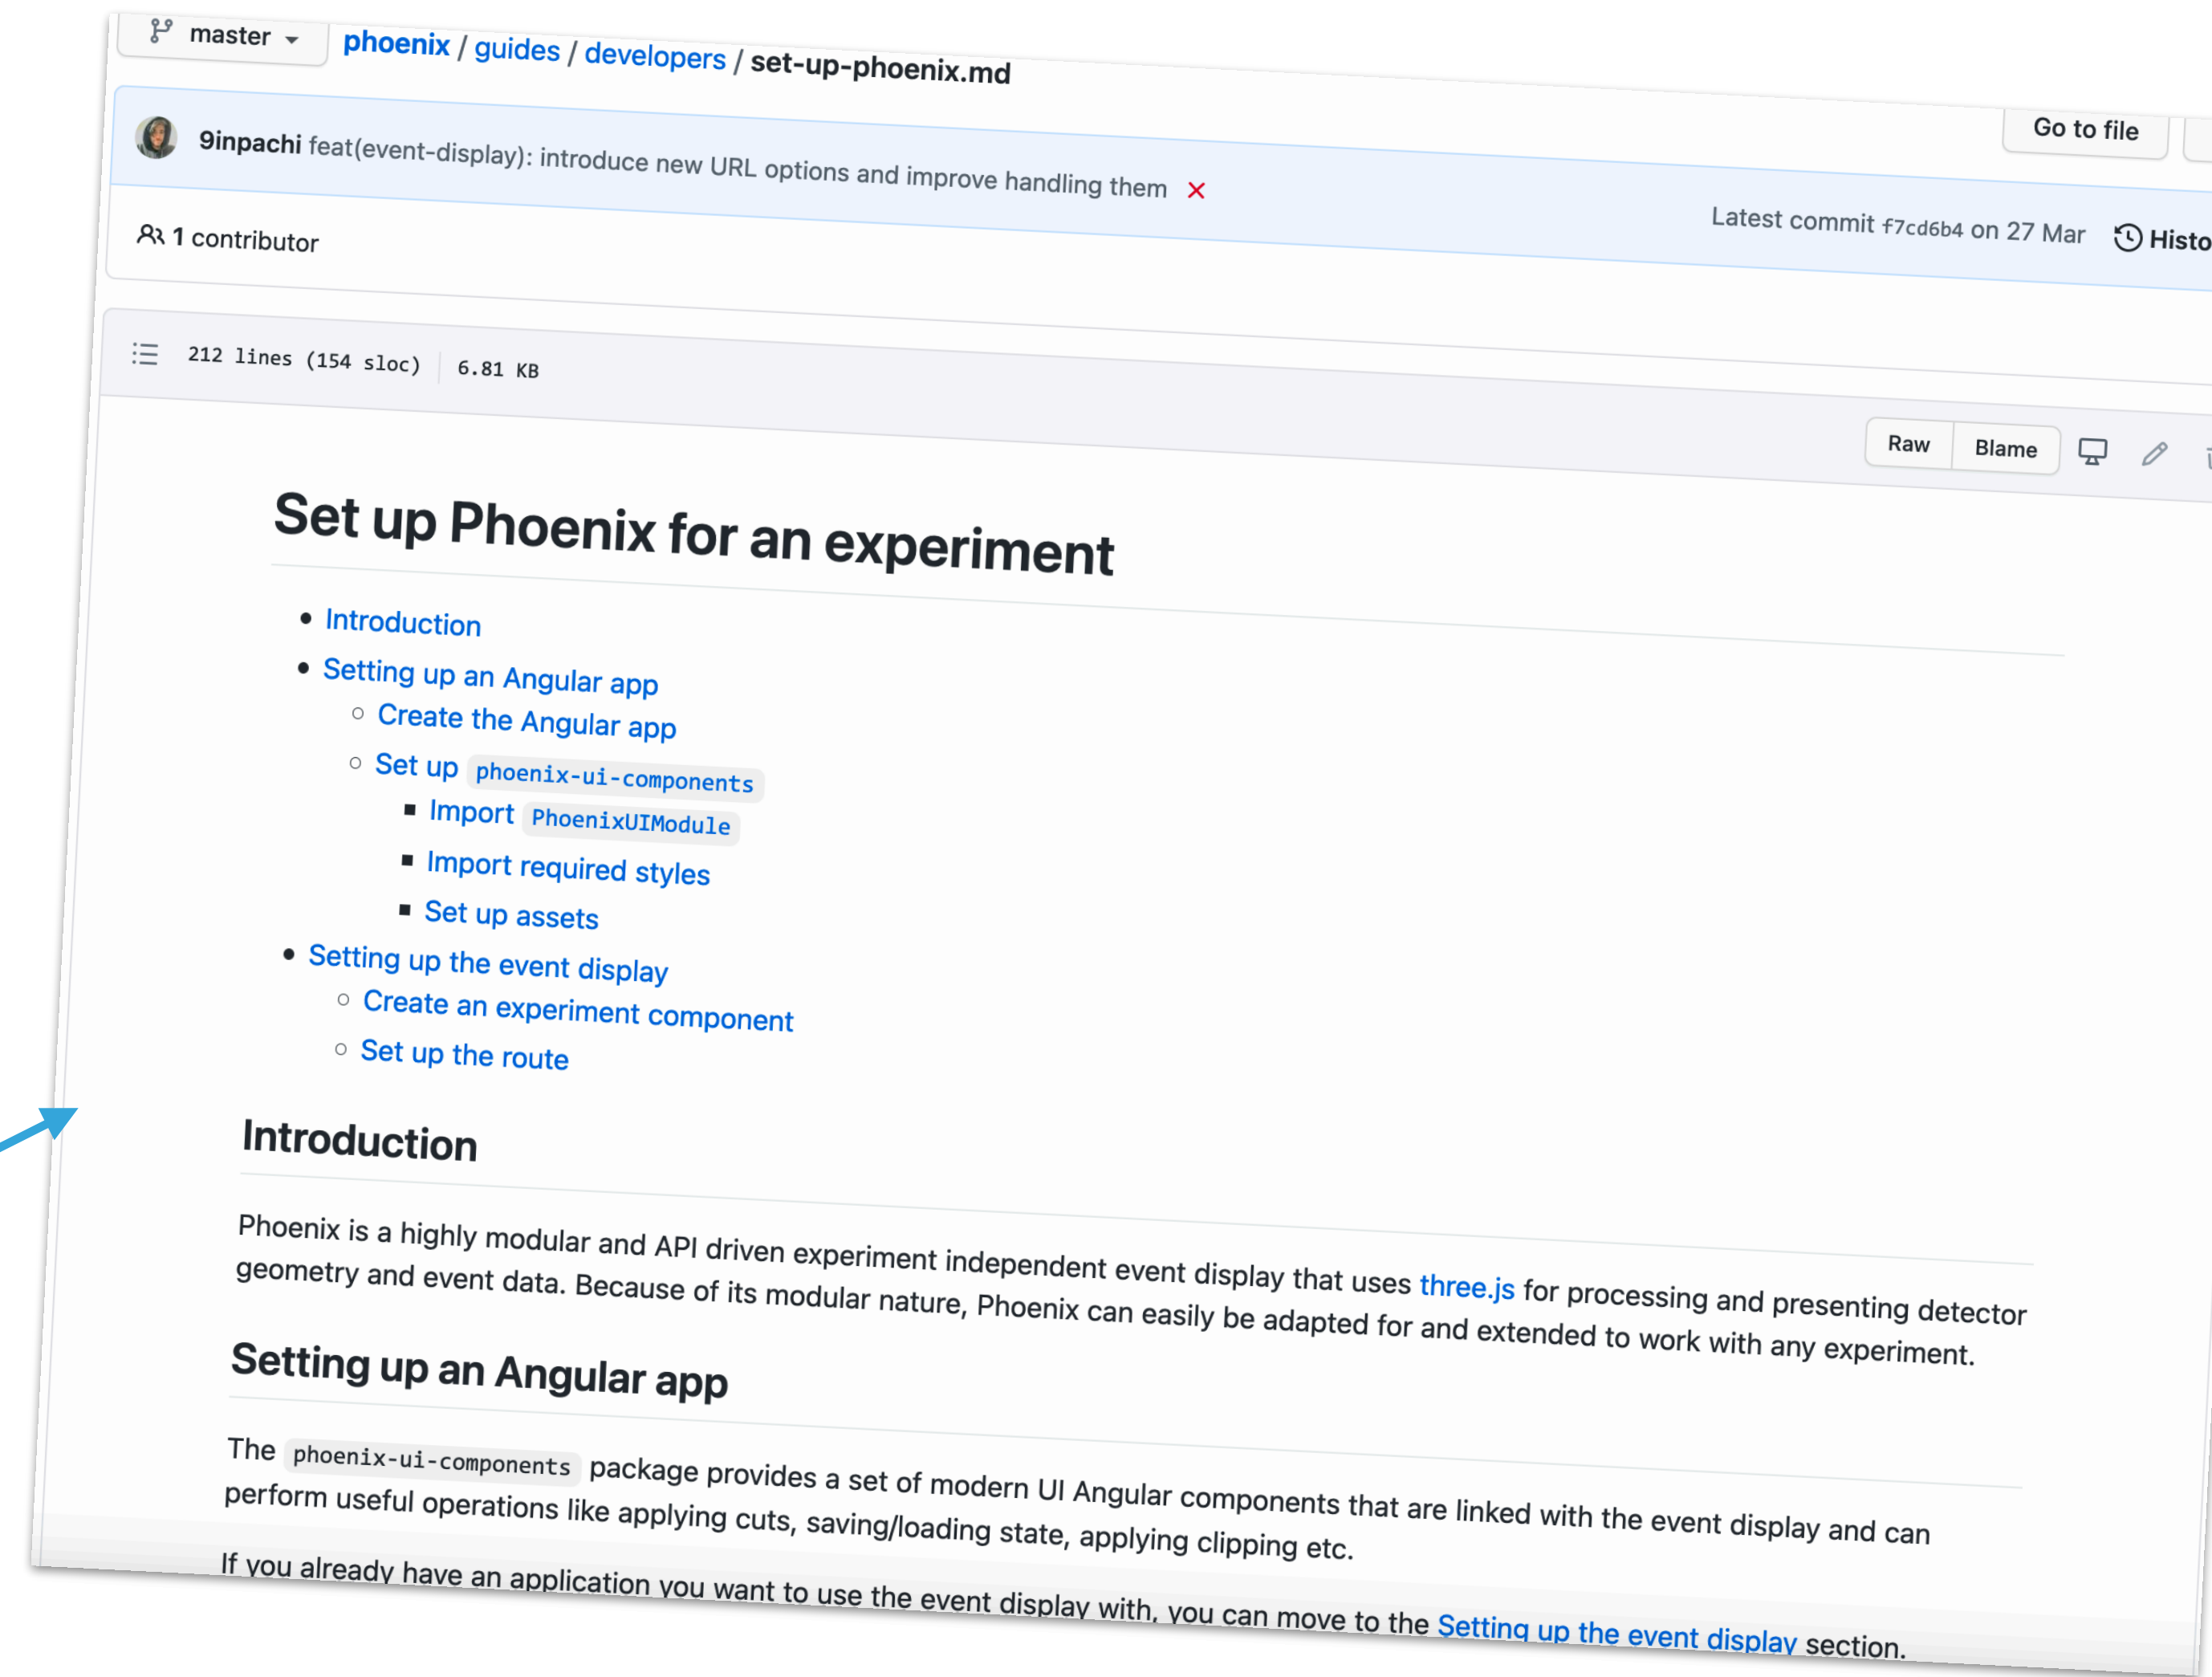 master
phoenix / guides / developers / set-up-phoenix.md
Go to file
9inpachi feat(event-display): introduce new URL options and improve handling them
Latest commit f7cd6b4 on 27 Mar
Histo
1 contributor
212 lines (154 sloc) 6.81 KB
Raw Blame
Set up Phoenix for an experiment
Introduction
Setting up an Angular app
Create the Angular app
Set up phoenix-ui-components
Import PhoenixUIModule
Import required styles
Set up assets
Setting up the event display
Create an experiment component
Set up the route
Introduction
Phoenix is a highly modular and API driven experiment independent event display that uses three.js for processing and presenting detector
geometry and event data. Because of its modular nature, Phoenix can easily be adapted for and extended to work with any experiment.
Setting up an Angular app
The phoenix-ui-components package provides a set of modern UI Angular components that are linked with the event display and can
perform useful operations like applying cuts, saving/loading state, applying clipping etc.
If you already have an application you want to use the event display with, you can move to the Setting up the event display section.